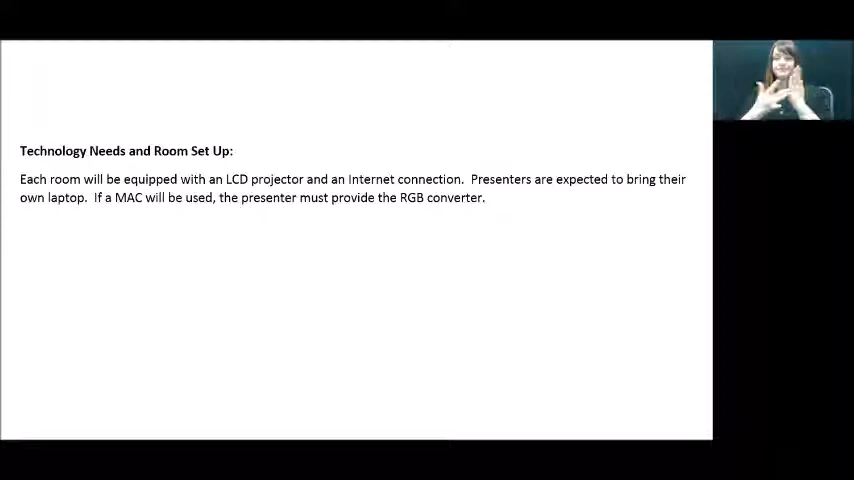 Technology Needs and Room Set Up:
Each room will be equipped with an LCD projector and an Internet connection.  Presenters are expected to bring their
own laptop.  If a MAC will be used, the presenter must provide the RGB converter.